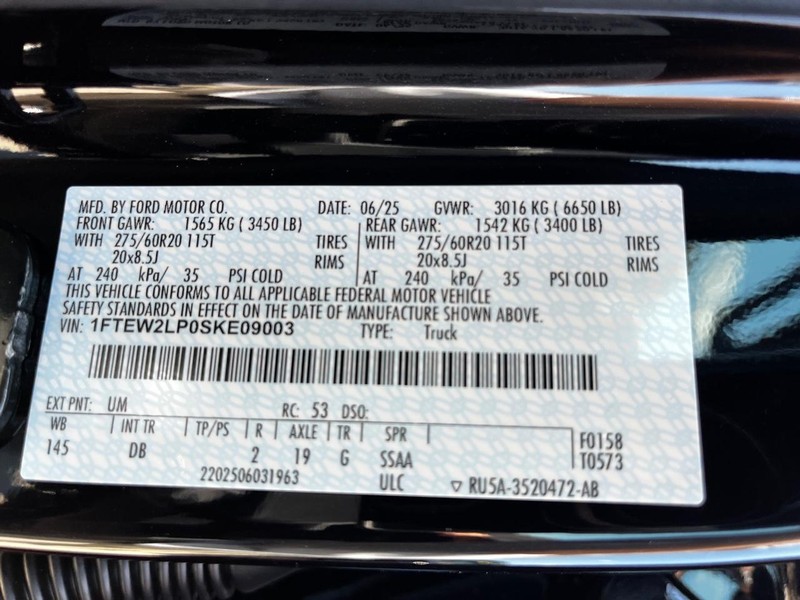 MFD. BY FORD MOTOR CO. DATE: 06/25 GVWR: 3016 KG ( 6650 LB)
FRONT GAWR: 1565 KG ( 3450 LB) REAR GAWR: 1542 KG ( 3400 LB)
WITH 275/60R20 115T TIRES WITH 275/60R20 115T TIRES
20x8.5J RIMS 20x8.5J RIMS
AT 240 kPa/ 35 PSI COLD AT 240 kPa/ 35 PSI COLD
THIS VEHICLE CONFORMS TO ALL APPLICABLE FEDERAL MOTOR VEHICLE
SAFETY STANDARDS IN EFFECT ON THE DATE OF MANUFACTURE SHOWN ABOVE.
VIN: 1FTEW2LP0SKE09003 TYPE: Truck
EXT PNT: UM RC: 53 DSO:
WB INT TR TP/PS R AXLE TR SPR F0158
145 DB 2 19 G SSAA T0573
2202506031963 ULC RU5A-3520472-AB